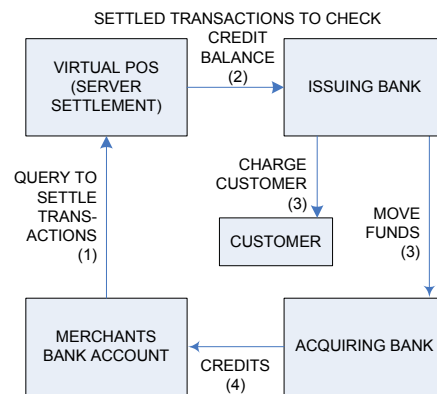 SETTLED TRANSACTIONS TO CHECK
CREDIT
BALANCE
(2)
VIRTUAL POS
(SERVER
SETTLEMENT)
ISSUING BANK
QUERY TO
SETTLE
TRANS-
ACTIONS
(1)
CHARGE
CUSTOMER
(3)
MOVE
FUNDS
(3)
CUSTOMER
MERCHANTS
BANK ACCOUNT
ACQUIRING BANK
CREDITS
(4)